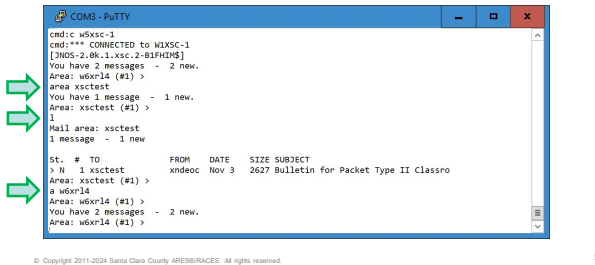 COM3 - PuTTY
cmd:c w5xsc-1
cmd:*** CONNECTED to W1XSC-1
[JNOS-2.0k.1.xsc.2-B1FHIM$]
You have 2 messages - 2 new.
Area: w6xrl4 (#1) >
area xsctest
You have 1 message - 1 new.
Area: xsctest (#1) >
l
Mail area: xsctest
1 message - 1 new
St. # TO FROM DATE SIZE SUBJECT
> N 1 xsctest xndeoc Nov 3 2627 Bulletin for Packet Type II Classro
Area: xsctest (#1) >
a w6xrl4
Area: w6xrl4 (#1) >
You have 2 messages - 2 new.
Area: w6xrl4 (#1) >
© Copyright 2011-2024 Santa Clara County ARES®/RACES. All rights reserved.